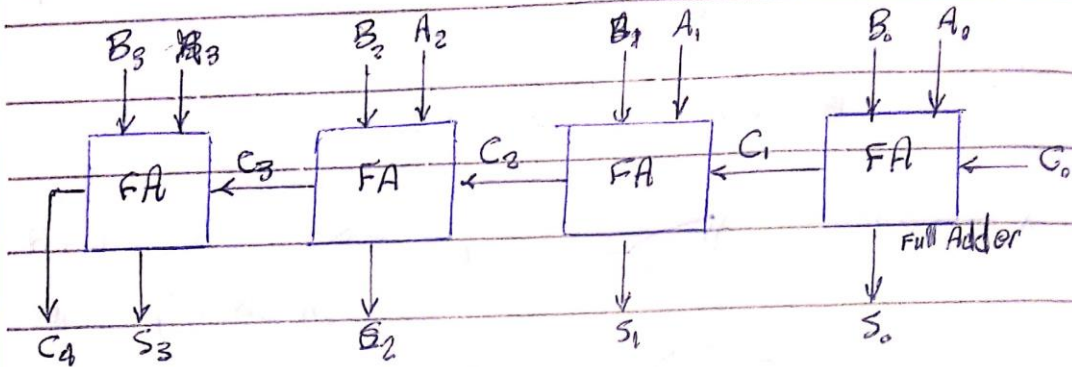 B₃ A₃ B₂ A₂ B₁ A₁ B₀ A₀
FA C₃ FA C₂ FA C₁ FA C₀
Full Adder
C₄ S₃ S₂ S₁ S₀